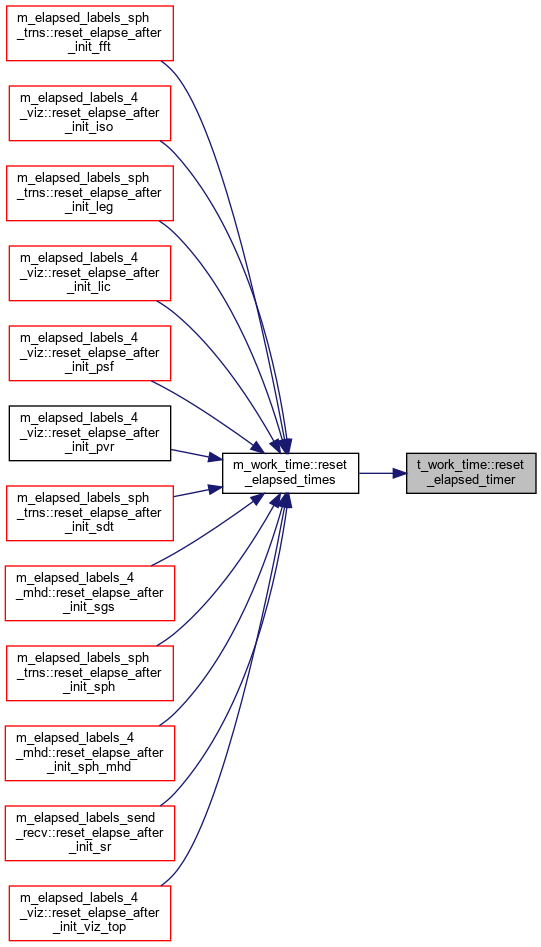 m_elapsed_labels_sph
_trns::reset_elapse_after
_init_fft
m_elapsed_labels_4
_viz::reset_elapse_after
_init_iso
m_elapsed_labels_sph
_trns::reset_elapse_after
_init_leg
m_elapsed_labels_4
_viz::reset_elapse_after
_init_lic
m_elapsed_labels_4
_viz::reset_elapse_after
_init_psf
m_elapsed_labels_4
_viz::reset_elapse_after
_init_pvr
m_work_time::reset
_elapsed_times
t_work_time::reset
_elapsed_timer
m_elapsed_labels_sph
_trns::reset_elapse_after
_init_sdt
m_elapsed_labels_4
_mhd::reset_elapse_after
_init_sgs
m_elapsed_labels_sph
_trns::reset_elapse_after
_init_sph
m_elapsed_labels_4
_mhd::reset_elapse_after
_init_sph_mhd
m_elapsed_labels_send
_recv::reset_elapse_after
_init_sr
m_elapsed_labels_4
_viz::reset_elapse_after
_init_viz_top